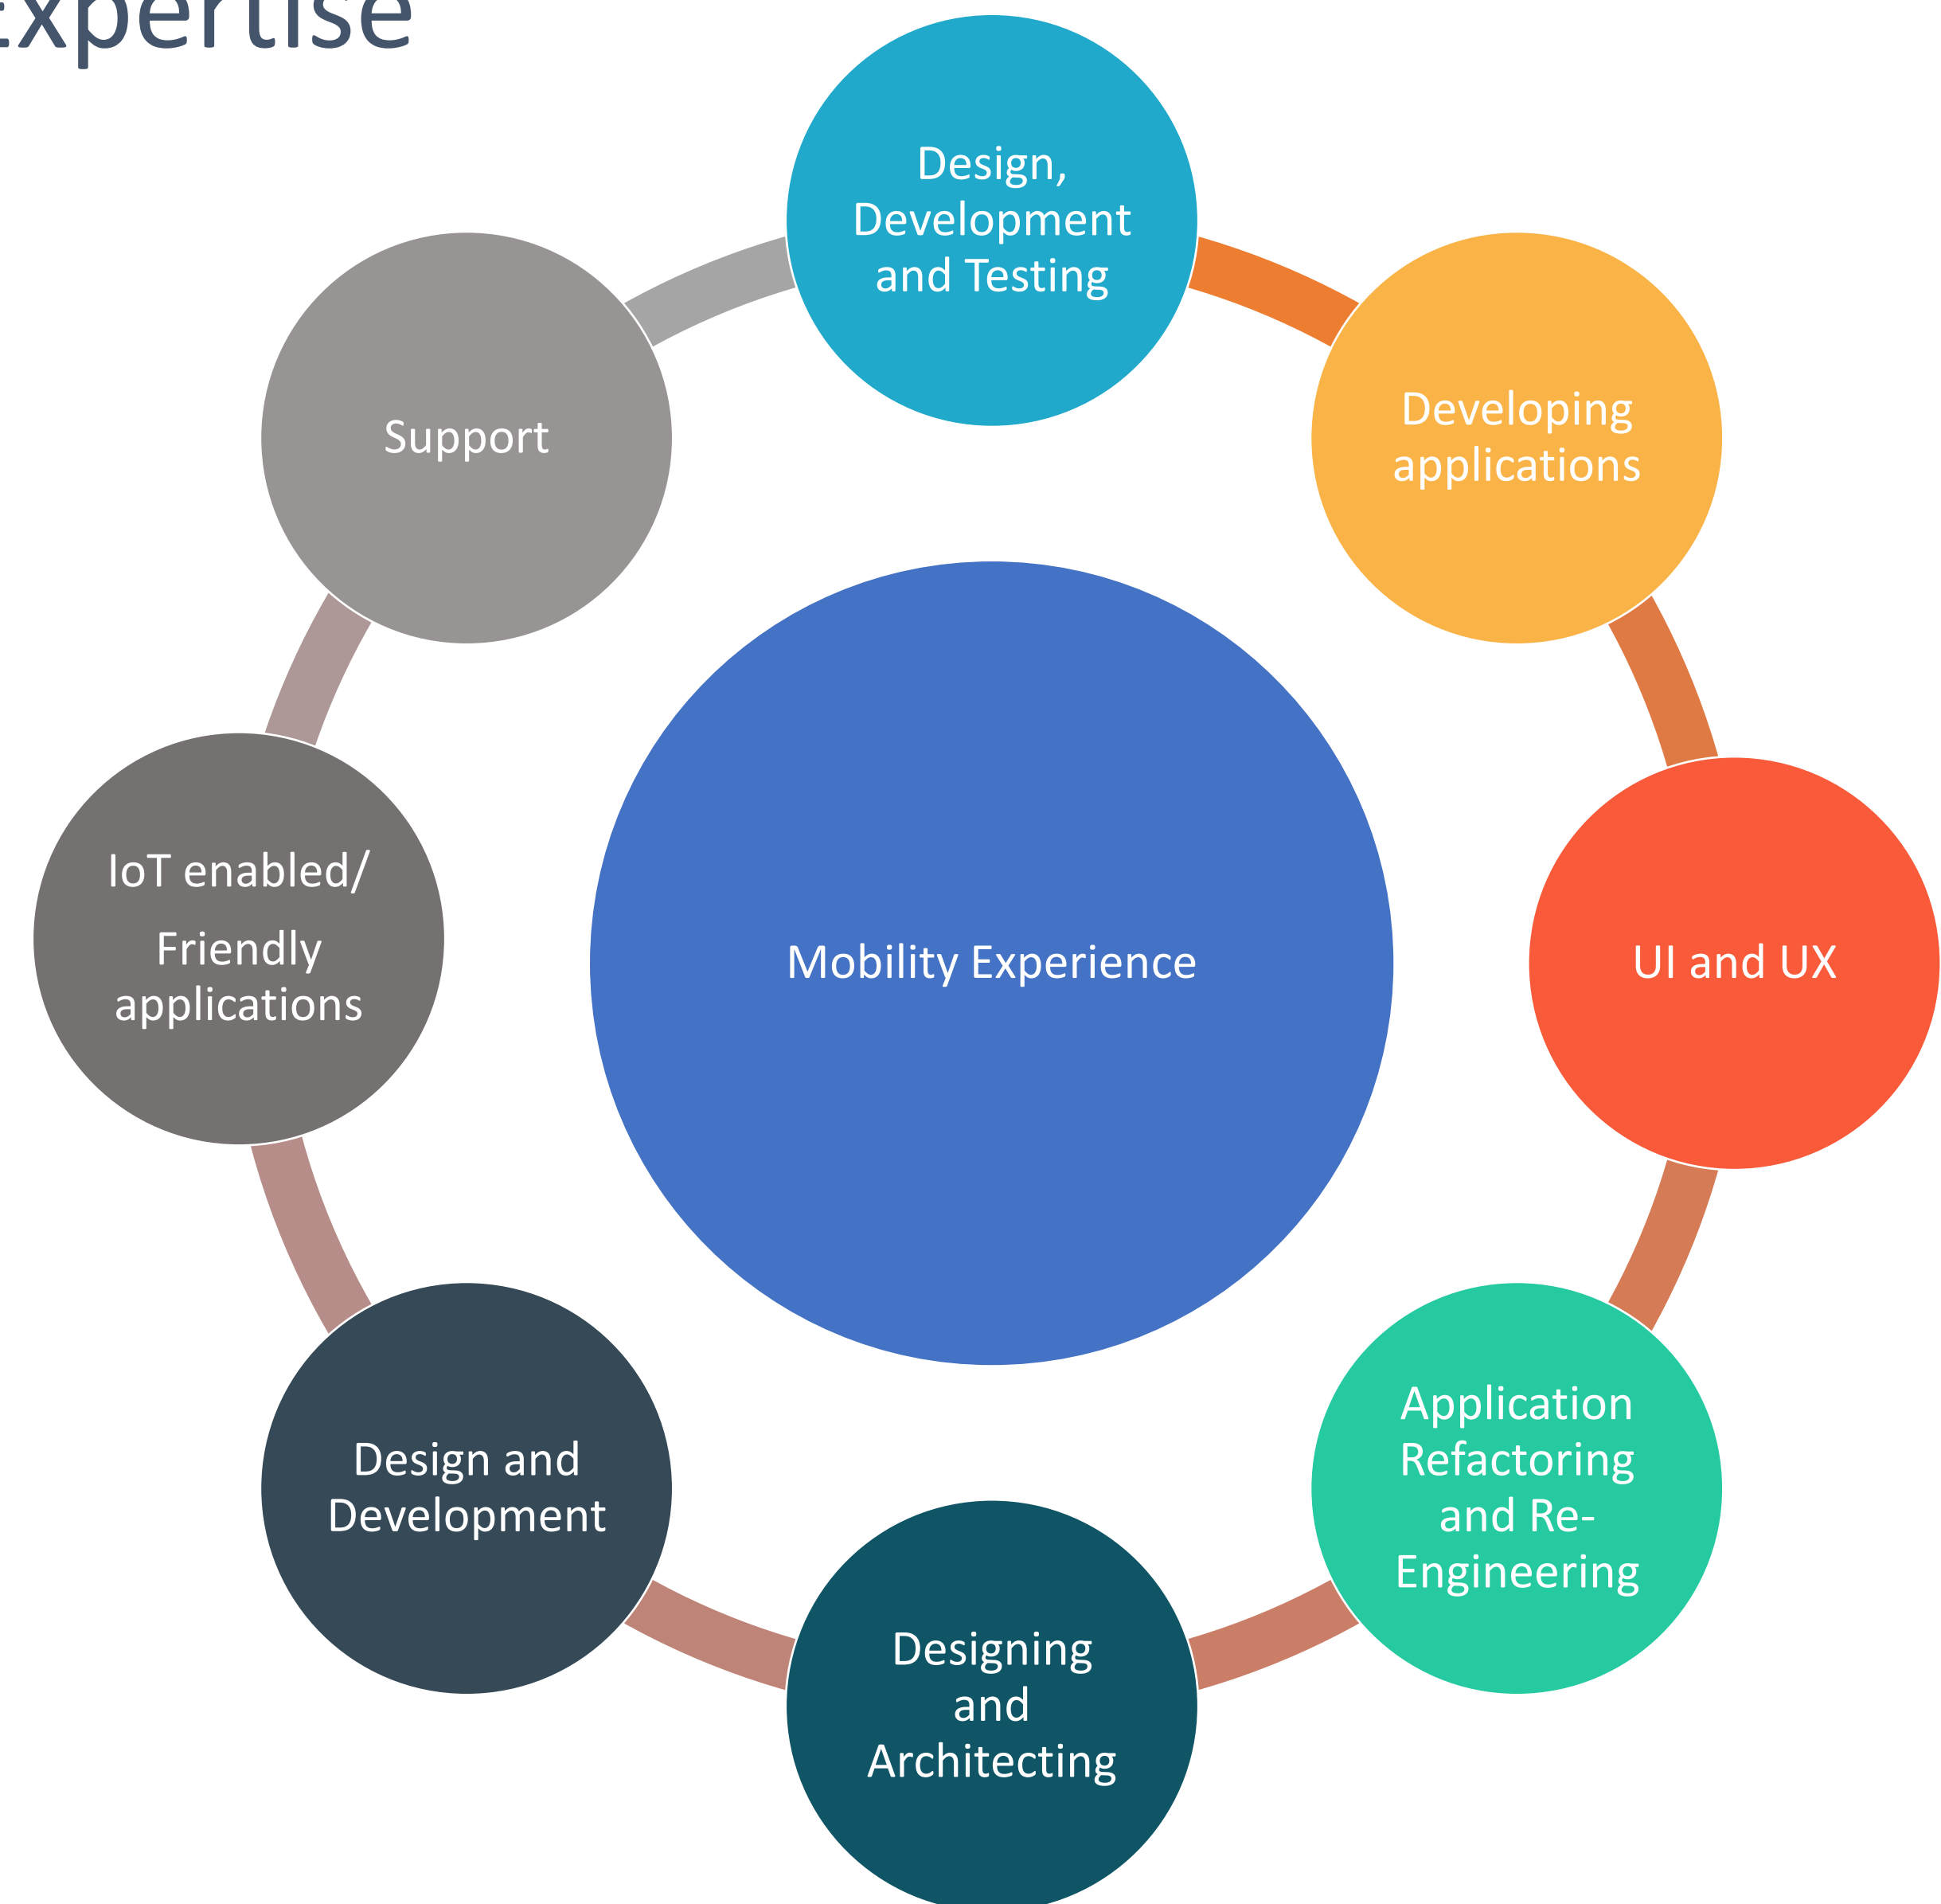 Expertise
Design,
Development
and Testing
Developing
applications
UI and UX
Application
Refactoring
and Re-
Engineering
Designing
and
Architecting
Design and
Development
IoT enabled/
Friendly
applications
Support
Mobility Experience